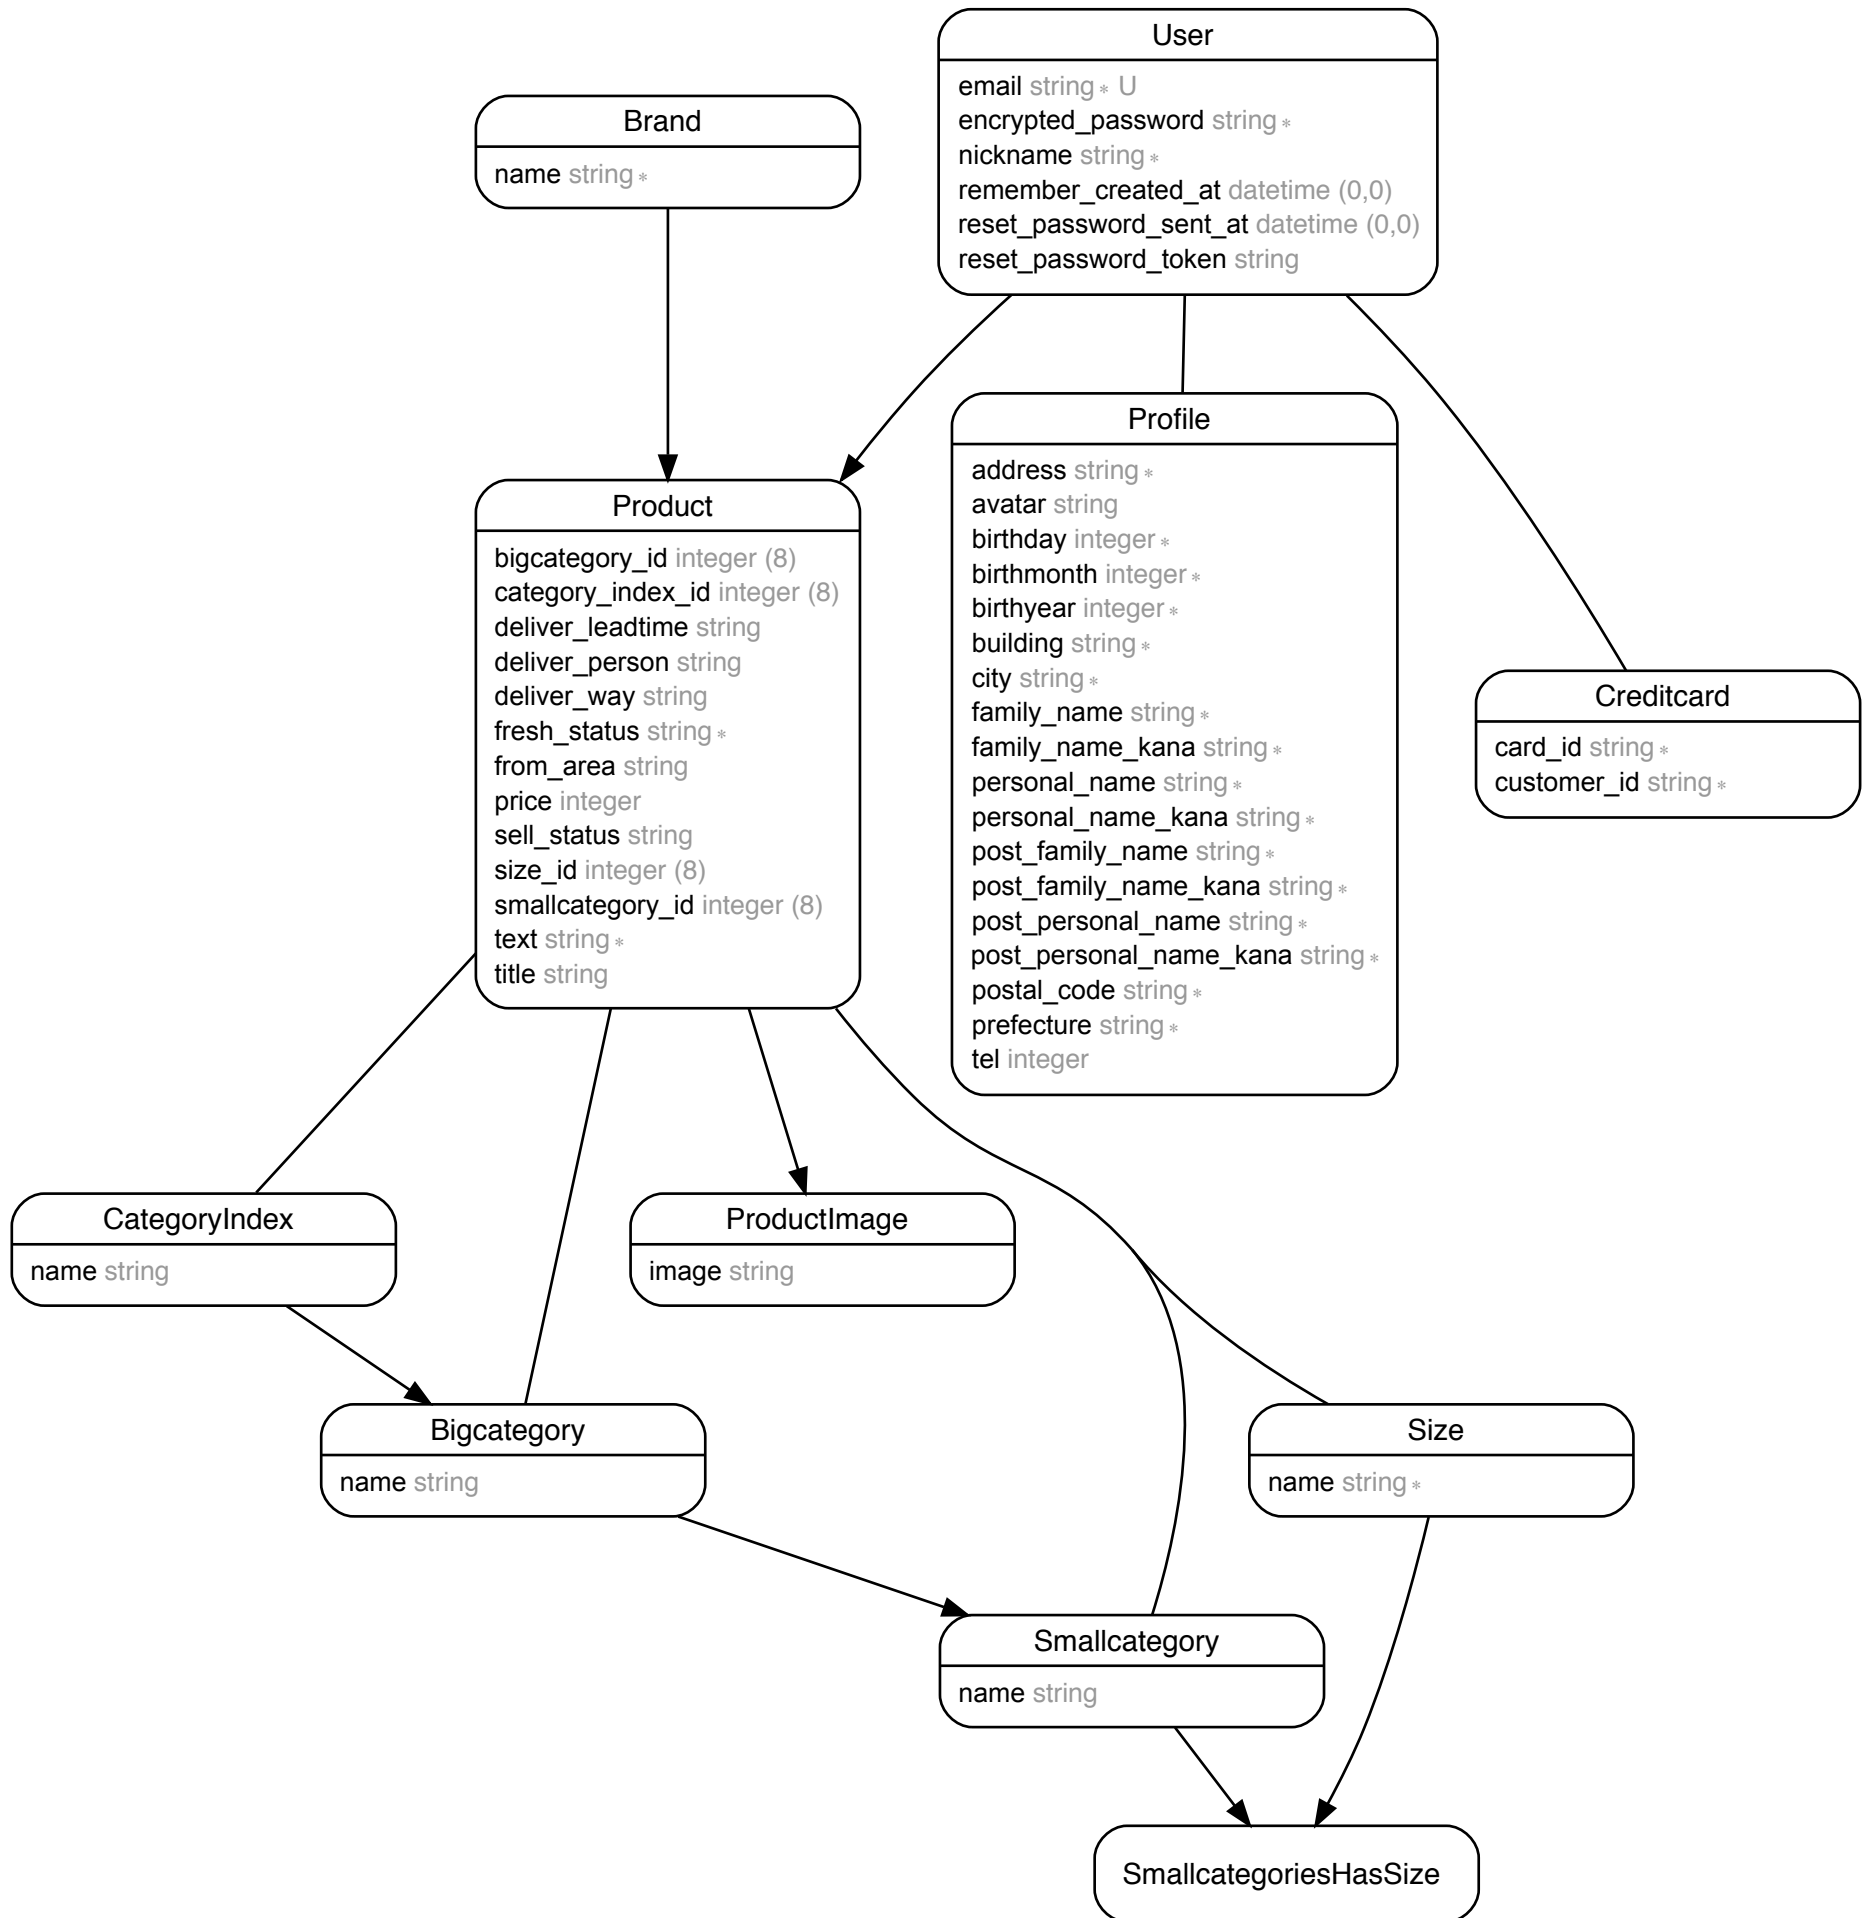 User
email string * U
encrypted_password string *
nickname string *
remember_created_at datetime (0,0)
reset_password_sent_at datetime (0,0)
reset_password_token string
Brand
name string *
Product
bigcategory_id integer (8)
category_index_id integer (8)
deliver_leadtime string
deliver_person string
deliver_way string
fresh_status string *
from_area string
price integer
sell_status string
size_id integer (8)
smallcategory_id integer (8)
text string *
title string
Profile
address string *
avatar string
birthday integer *
birthmonth integer *
birthyear integer *
building string *
city string *
family_name string *
family_name_kana string *
personal_name string *
personal_name_kana string *
post_family_name string *
post_family_name_kana string *
post_personal_name string *
post_personal_name_kana string *
postal_code string *
prefecture string *
tel integer
Creditcard
card_id string *
customer_id string *
CategoryIndex
name string
ProductImage
image string
Bigcategory
name string
Size
name string *
Smallcategory
name string
SmallcategoriesHasSize